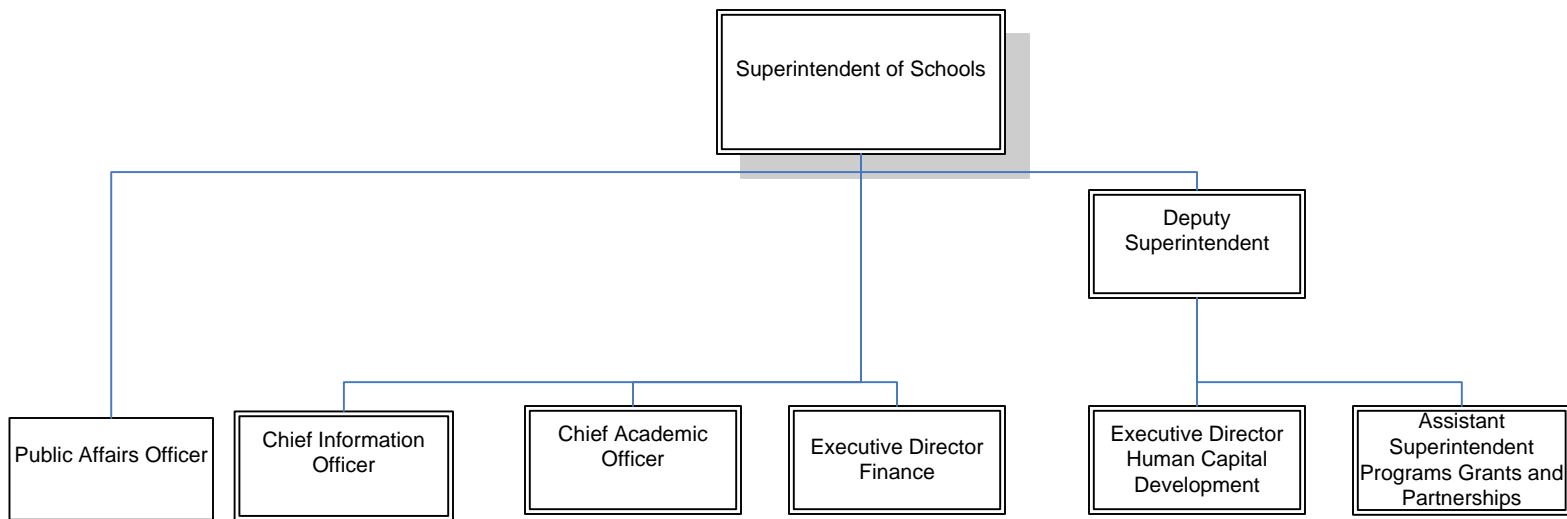 Superintendent of Schools
Deputy
Superintendent
Public Affairs Officer
Chief Information
Officer
Chief Academic
Officer
Executive Director
Finance
Executive Director
Human Capital
Development
Assistant
Superintendent
Programs Grants and
Partnerships